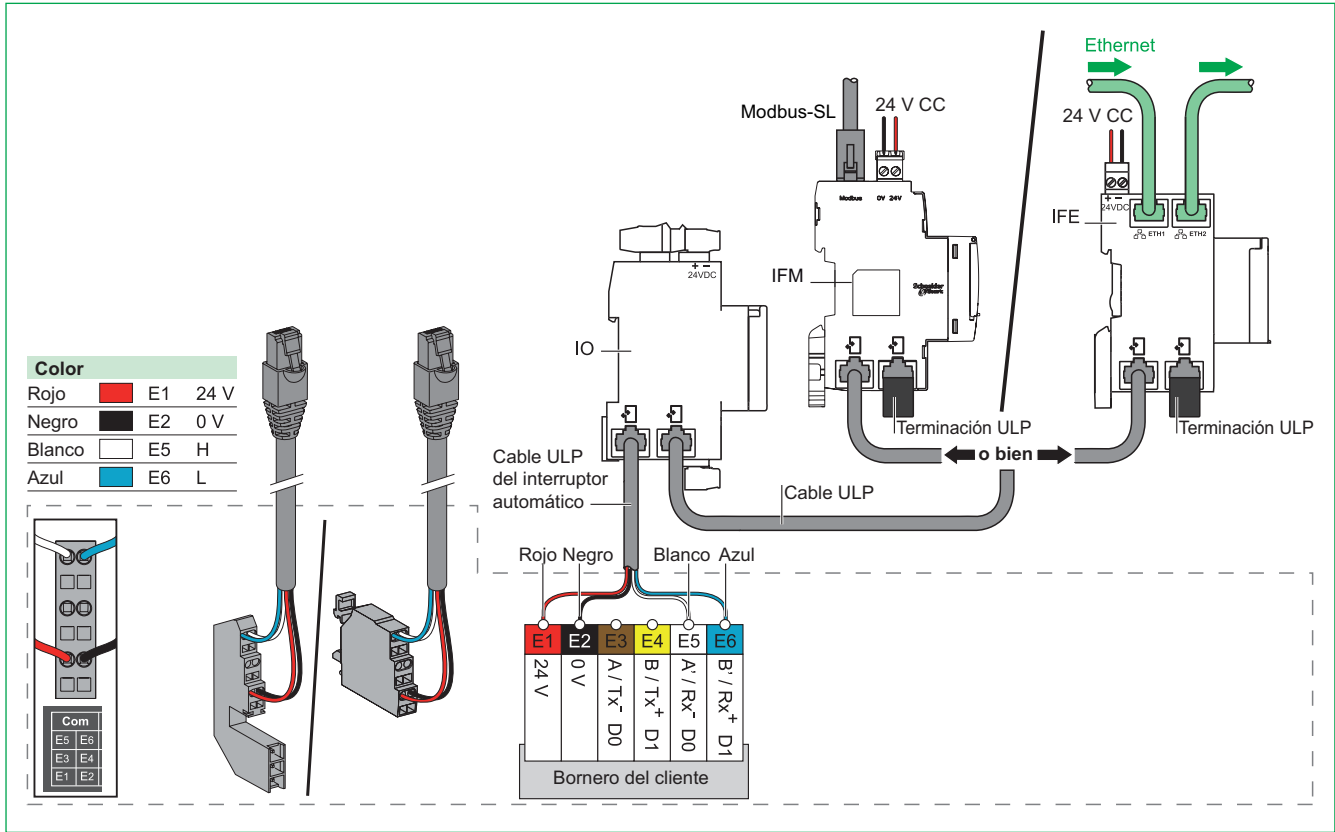 Ethernet
Modbus-SL
24 V CC
24 V CC
Modbus
0V 24V
+ −
24VDC
IFE
ETH1
ETH2
+ −
24VDC
IFM
Schneider
Electric
IO
Color
Rojo E1 24 V
Negro E2 0 V
Blanco E5 H
Azul E6 L
Terminación ULP
Terminación ULP
o bien
Cable ULP
del interruptor
automático
Cable ULP
Rojo Negro Blanco Azul
E1 E2 E3 E4 E5 E6
24 V
0 V
A / Tx- D0
B / Tx+ D1
A' / Rx- D0
B' / Rx+ D1
Bornero del cliente
Com
E5 E6
E3 E4
E1 E2